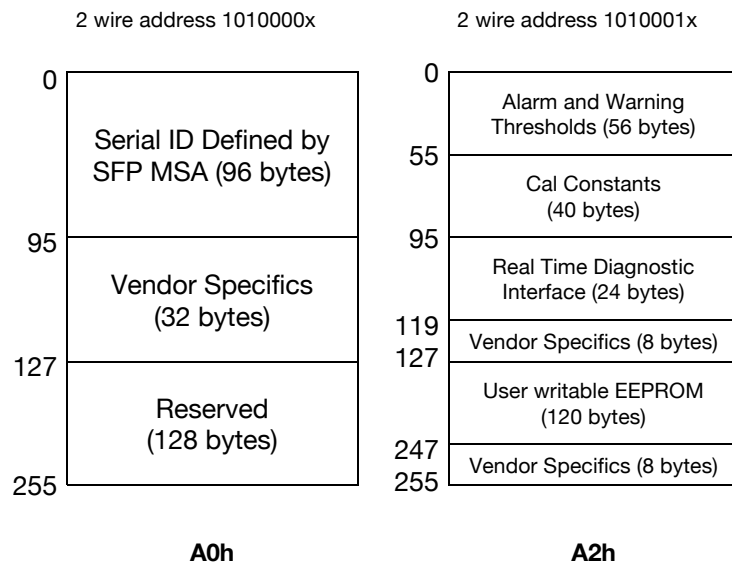 2 wire address 1010000x
0
Serial ID Defined by
SFP MSA (96 bytes)
95
Vendor Specifics
(32 bytes)
127
Reserved
(128 bytes)
255
A0h
2 wire address 1010001x
0
Alarm and Warning
Thresholds (56 bytes)
55
Cal Constants
(40 bytes)
95
Real Time Diagnostic
Interface (24 bytes)
119
Vendor Specifics (8 bytes)
127
User writable EEPROM
(120 bytes)
247
Vendor Specifics (8 bytes)
255
A2h